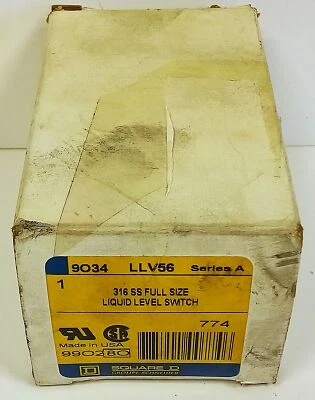 9034 LLV56 Series A
1
316 SS FULL SIZE
LIQUID LEVEL SWITCH
774
Made in USA
990280
SQUARE D
GROUPE SCHNEIDER